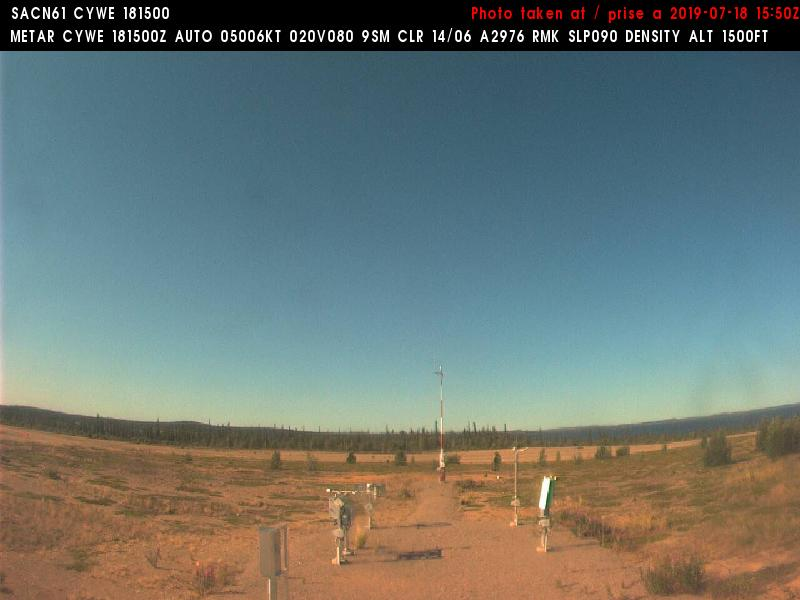 SACN61 CYWE 181500
Photo taken at / prise a 2019-07-18 15:50Z
METAR CYWE 181500Z AUTO 05006KT 020V080 9SM CLR 14/06 A2976 RMK SLP090 DENSITY ALT 1500FT